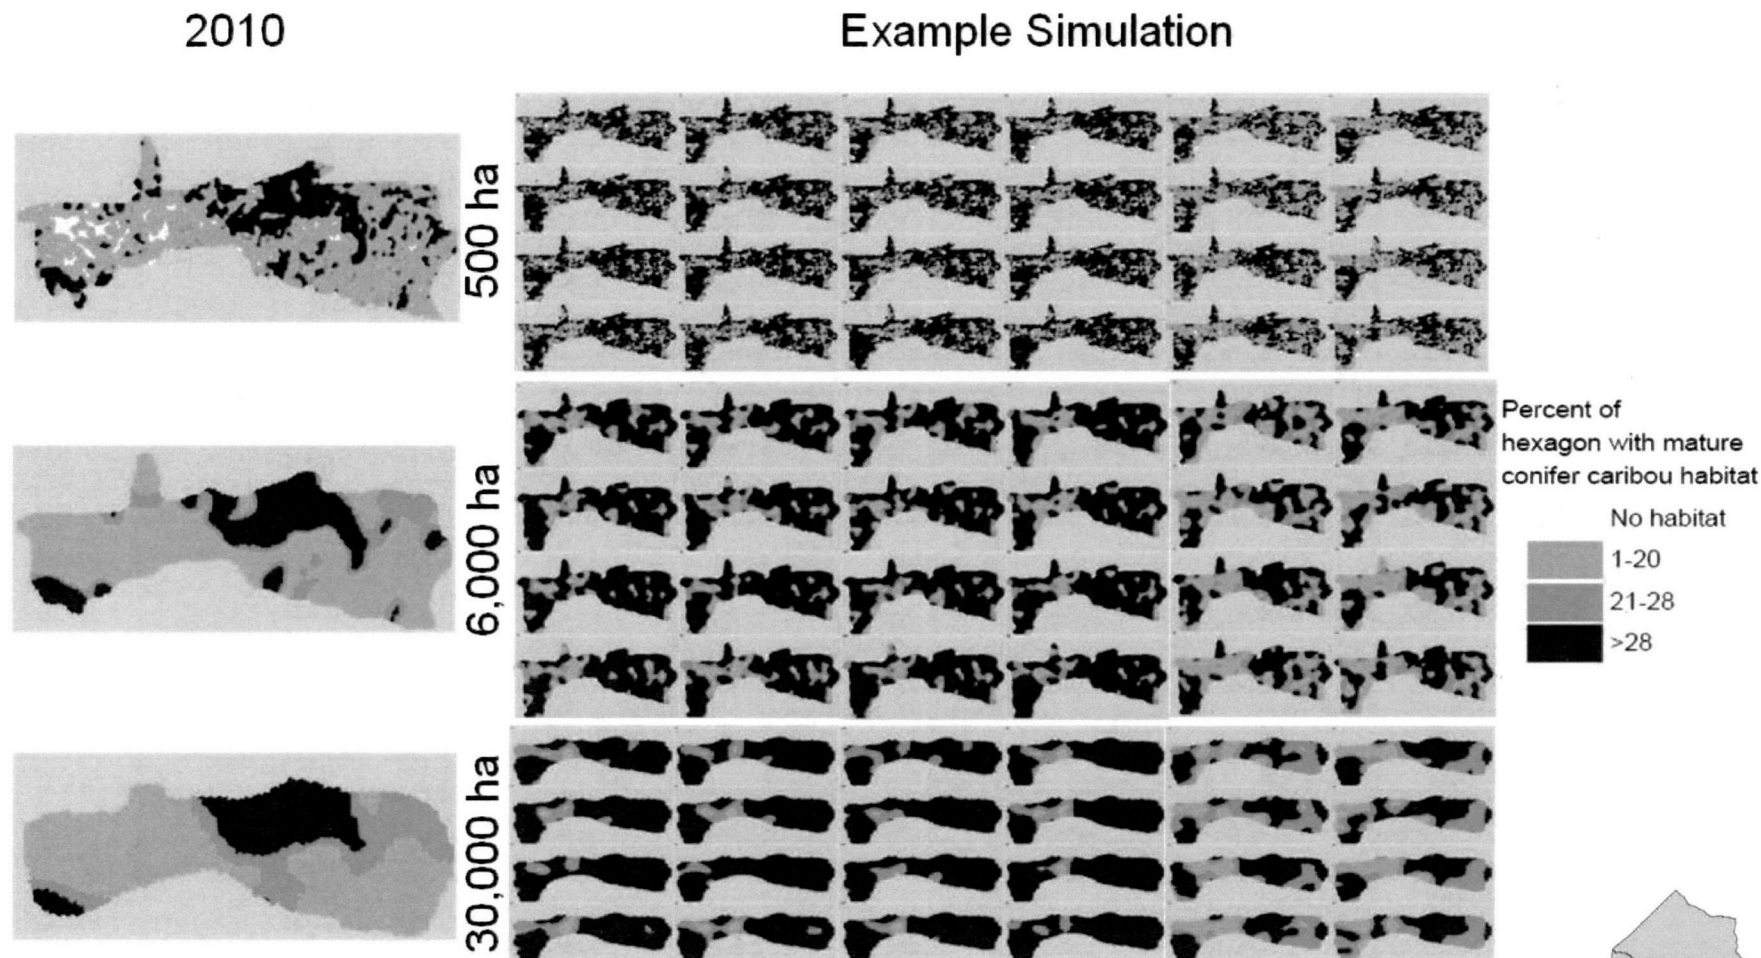 2010
Example Simulation
500 ha
6,000 ha
30,000 ha
Percent of
hexagon with mature
conifer caribou habitat
No habitat
1-20
21-28
>28